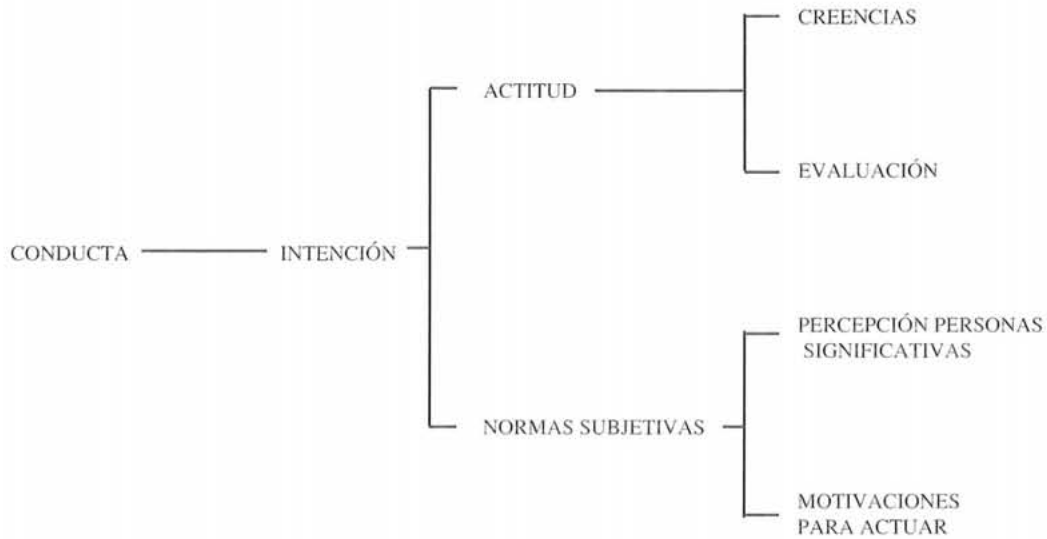 CREENCIAS
ACTITUD
EVALUACIÓN
CONDUCTA
INTENCIÓN
PERCEPCIÓN PERSONAS
SIGNIFICATIVAS
NORMAS SUBJETIVAS
MOTIVACIONES
PARA ACTUAR